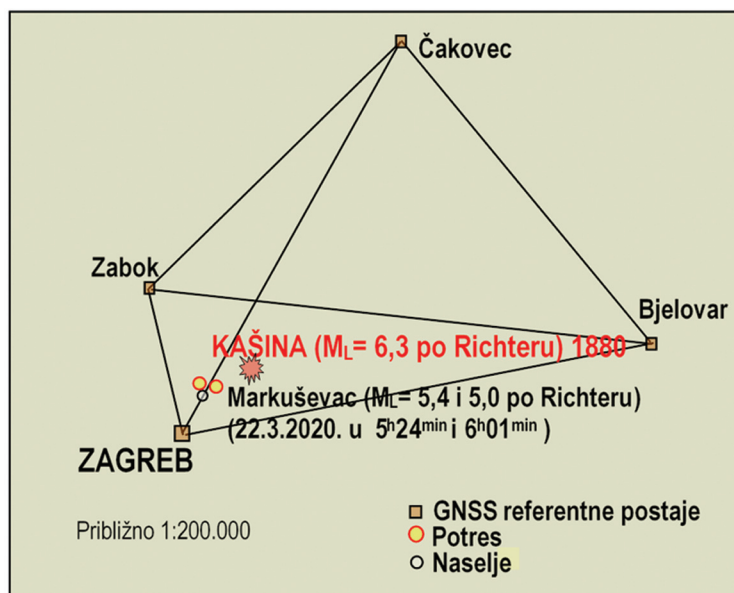 Čakovec
Zabok
Bjelovar
KAŠINA (ML= 6,3 po Richteru) 1880
Markuševac (ML= 5,4 i 5,0 po Richteru)
(22.3.2020. u 5h24min i 6h01min )
ZAGREB
Približno 1:200.000
GNSS referentne postaje
Potres
Naselje